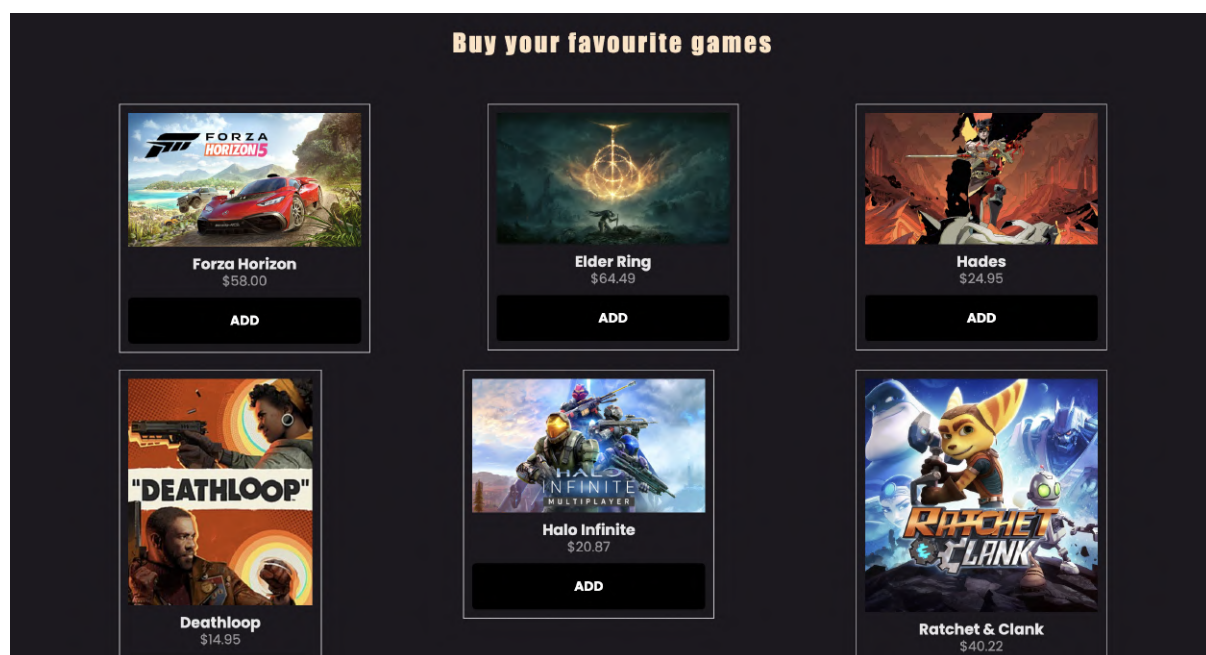 Buy your favourite games
FORZA
HORIZON 5
Forza Horizon
$58.00
ADD
Elder Ring
$64.49
ADD
Hades
$24.95
ADD
"DEATHLOOP"
Deathloop
$14.95
HALO
INFINITE
MULTIPLAYER
Halo Infinite
$20.87
ADD
RATCHET
CLANK
Ratchet & Clank
$40.22